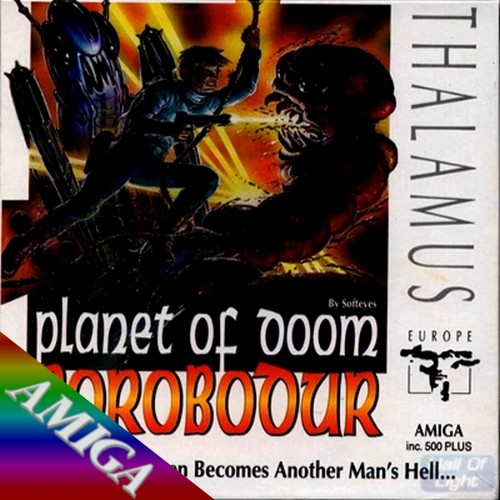 THALAMUS
EUROPE
By Softeyes
planet of doom
OROBODUR
AMIGA
inc. 500 PLUS
on Becomes Another Man's Hell...
AMIGA
Hall Of
Light